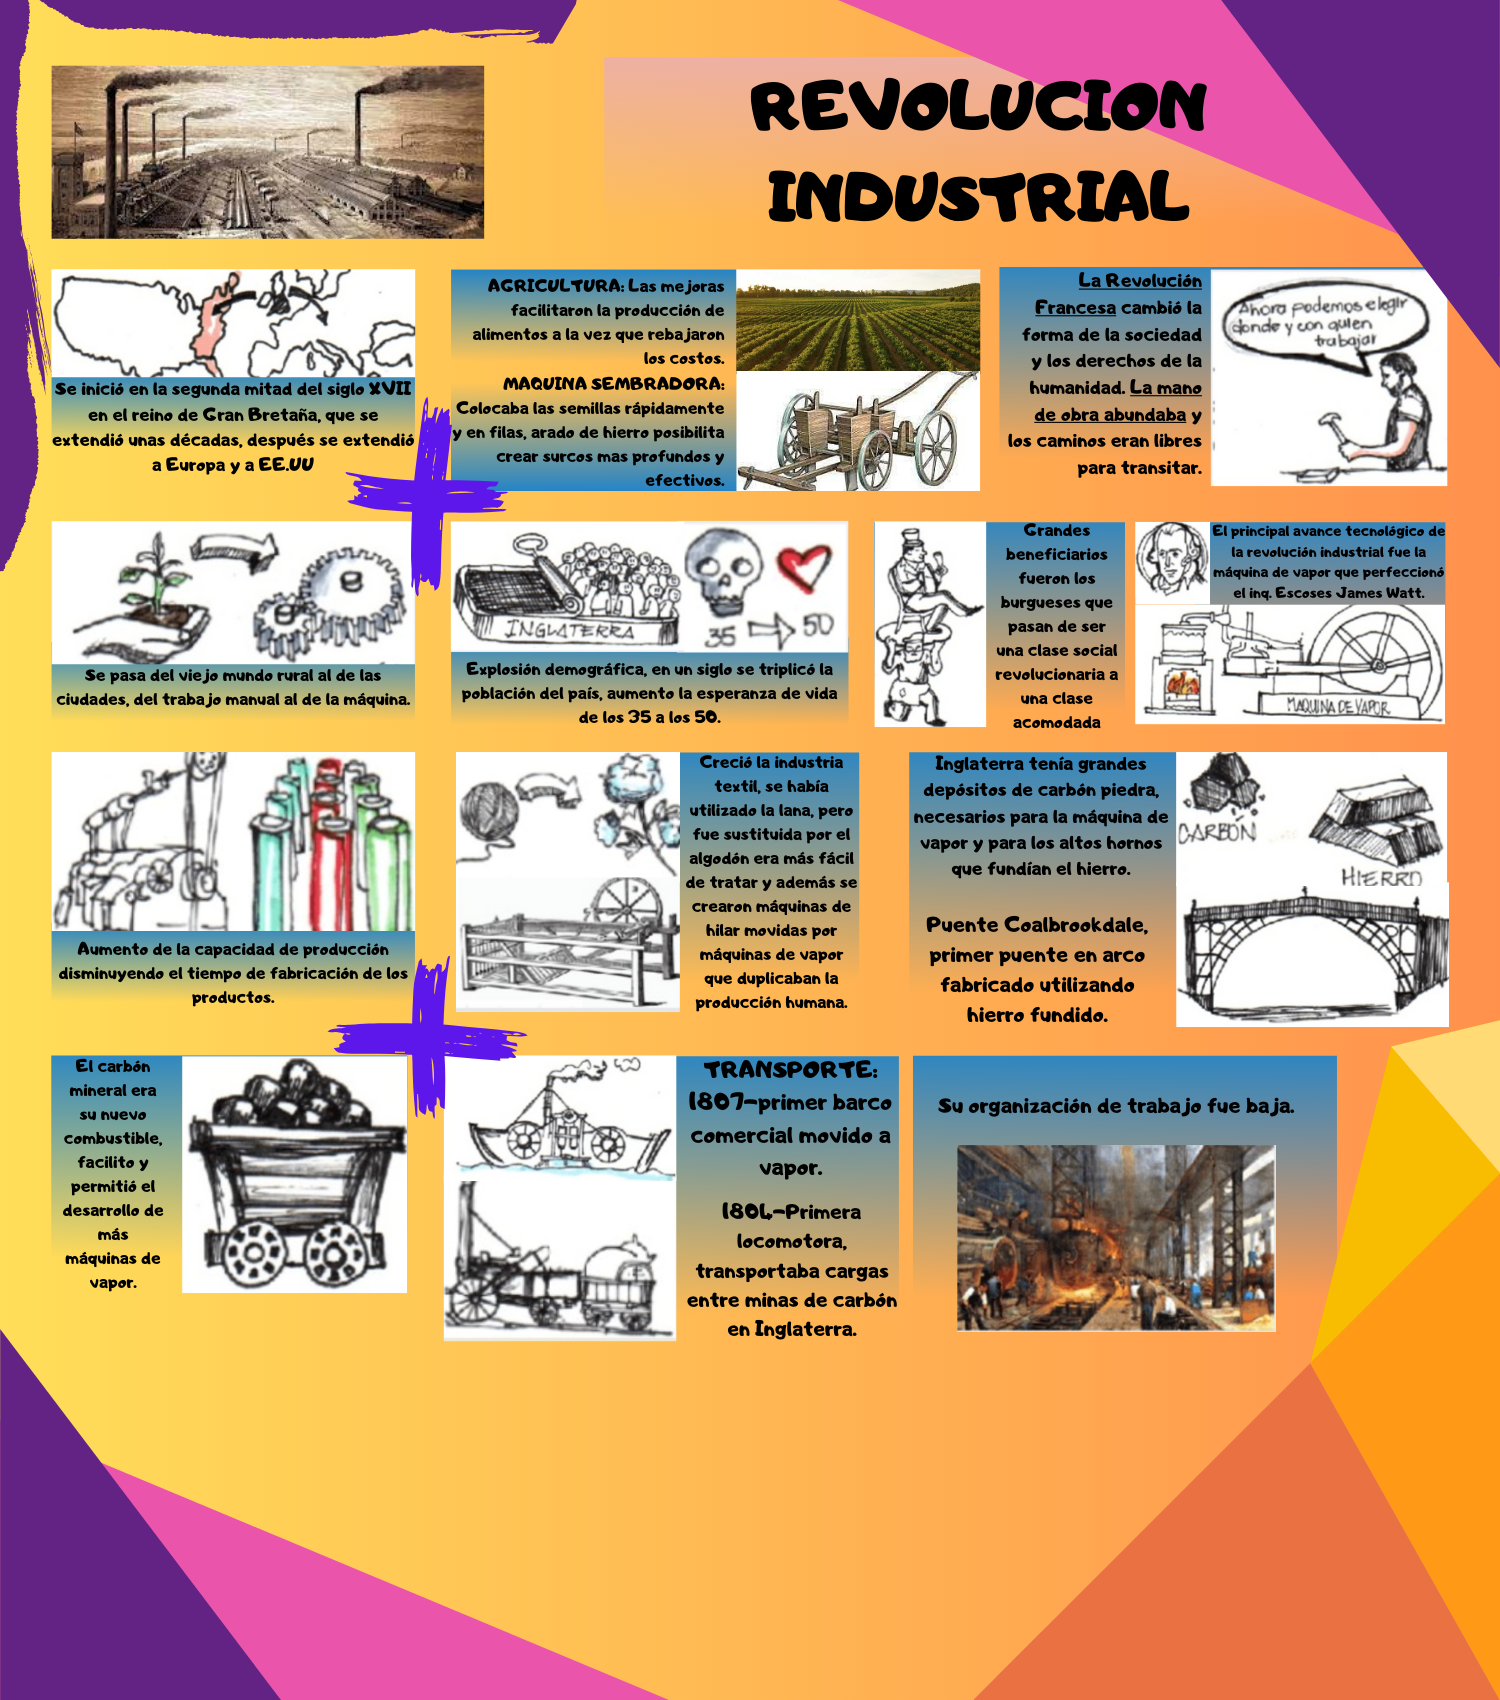 REVOLUCION
INDUSTRIAL
Se inició en la segunda mitad del siglo XVII
en el reino de Gran Bretaña, que se
extendió unas décadas, después se extendió
a Europa y a EE.UU
AGRICULTURA: Las mejoras
facilitaron la producción de
alimentos a la vez que rebajaron
los costos.
MAQUINA SEMBRADORA:
Colocaba las semillas rápidamente
y en filas, arado de hierro posibilita
crear surcos mas profundos y
efectivos.
La Revolución
Francesa cambió la
forma de la sociedad
y los derechos de la
humanidad. La mano
de obra abundaba y
los caminos eran libres
para transitar.
Ahora podemos elegir
donde y con quien
trabajar
Se pasa del viejo mundo rural al de las
ciudades, del trabajo manual al de la máquina.
INGLATERRA
35
50
Explosión demográfica, en un siglo se triplicó la
población del país, aumento la esperanza de vida
de los 35 a los 50.
Grandes
beneficiarios
fueron los
burgueses que
pasan de ser
una clase social
revolucionaria a
una clase
acomodada
El principal avance tecnológico de
la revolución industrial fue la
máquina de vapor que perfeccionó
el inq. Escoses James Watt.
MAQUINA DE VAPOR
Aumento de la capacidad de producción
disminuyendo el tiempo de fabricación de los
productos.
Creció la industria
textil, se había
utilizado la lana, pero
fue sustituida por el
algodón era más fácil
de tratar y además se
crearon máquinas de
hilar movidas por
máquinas de vapor
que duplicaban la
producción humana.
Inglaterra tenía grandes
depósitos de carbón piedra,
necesarios para la máquina de
vapor y para los altos hornos
que fundían el hierro.
Puente Coalbrookdale,
primer puente en arco
fabricado utilizando
hierro fundido.
CARBÓN
HIERRO
El carbón
mineral era
su nuevo
combustible,
facilito y
permitió el
desarrollo de
más
máquinas de
vapor.
TRANSPORTE:
1807-primer barco
comercial movido a
vapor.
1804-Primera
locomotora,
transportaba cargas
entre minas de carbón
en Inglaterra.
Su organización de trabajo fue baja.